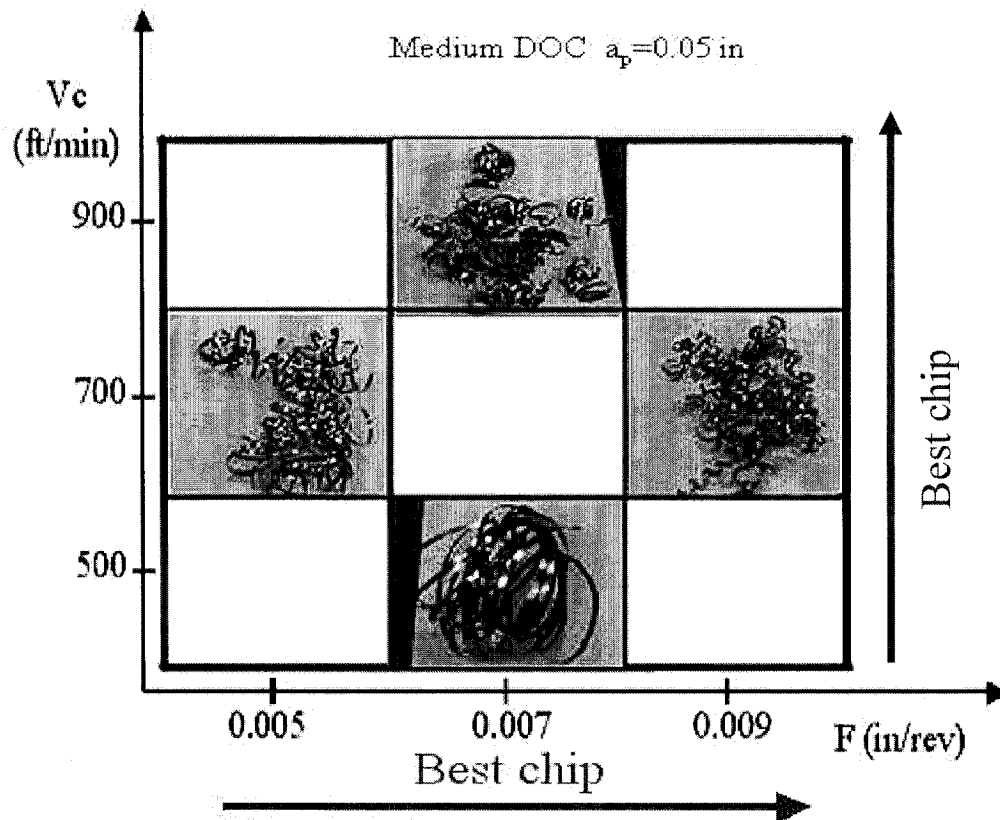 Medium DOC a_p=0.05 in
Vc
(ft/min)
900
700
500
0.005
0.007
0.009
F (in/rev)
Best chip
Best chip